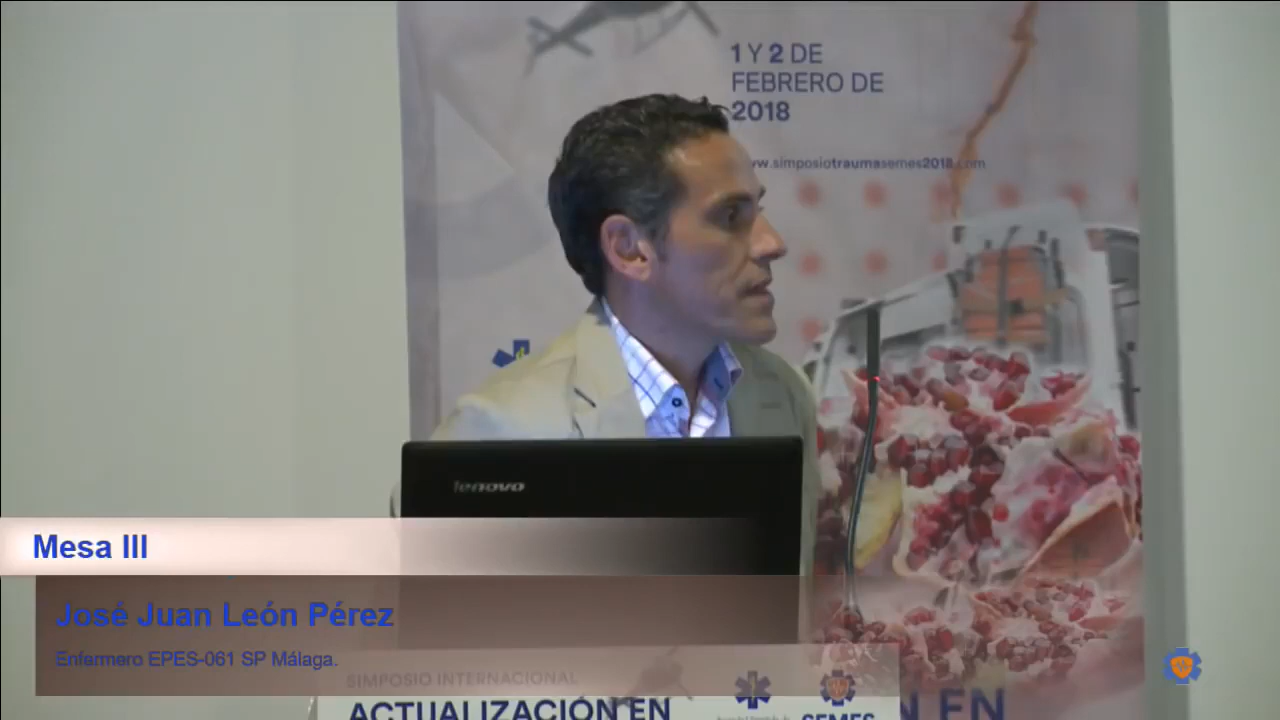 1 Y 2 DE
FEBRERO DE
2018
www.simposiotraumasemes2018.com
lenovo
Mesa III
José Juan León Pérez
Enfermero EPES-061 SP Málaga.
SIMPOSIO INTERNACIONAL
ACTUALIZACIÓN EN
SEMES
EN